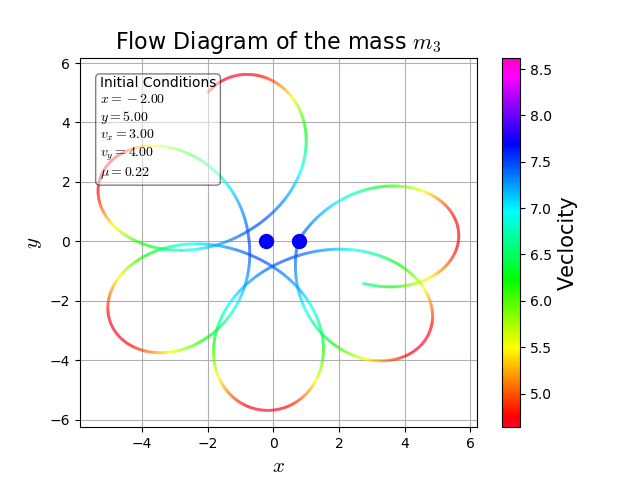 Flow Diagram of the mass m₃
Initial Conditions
x = −2.00
y = 5.00
vₓ = 3.00
v_y = 4.00
μ = 0.22
6
4
2
0
−2
−4
−6
y
−4
−2
0
2
4
6
x
8.5
8.0
7.5
7.0
6.5
6.0
5.5
5.0
Veclocity